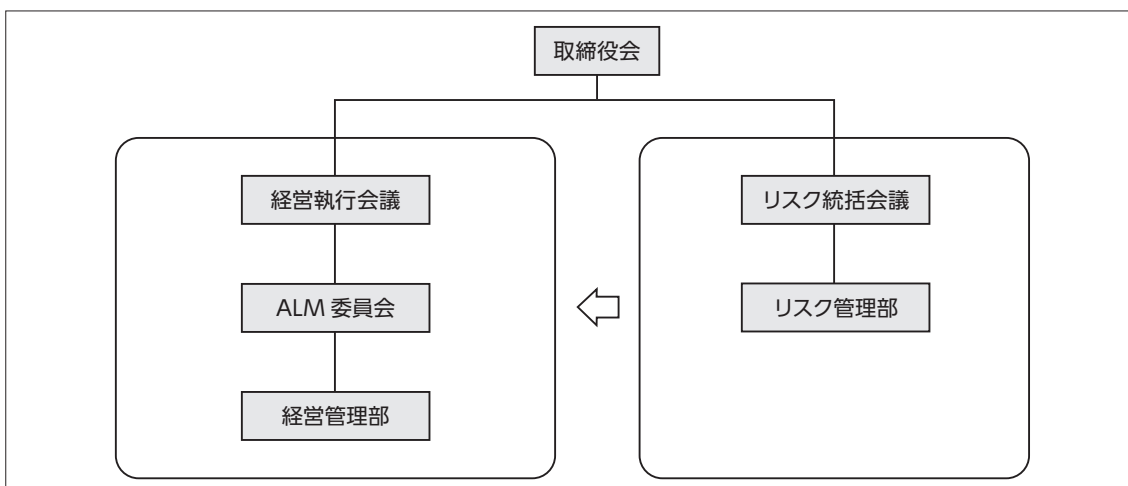 取締役会
経営執行会議
リスク統括会議
ALM 委員会
リスク管理部
経営管理部